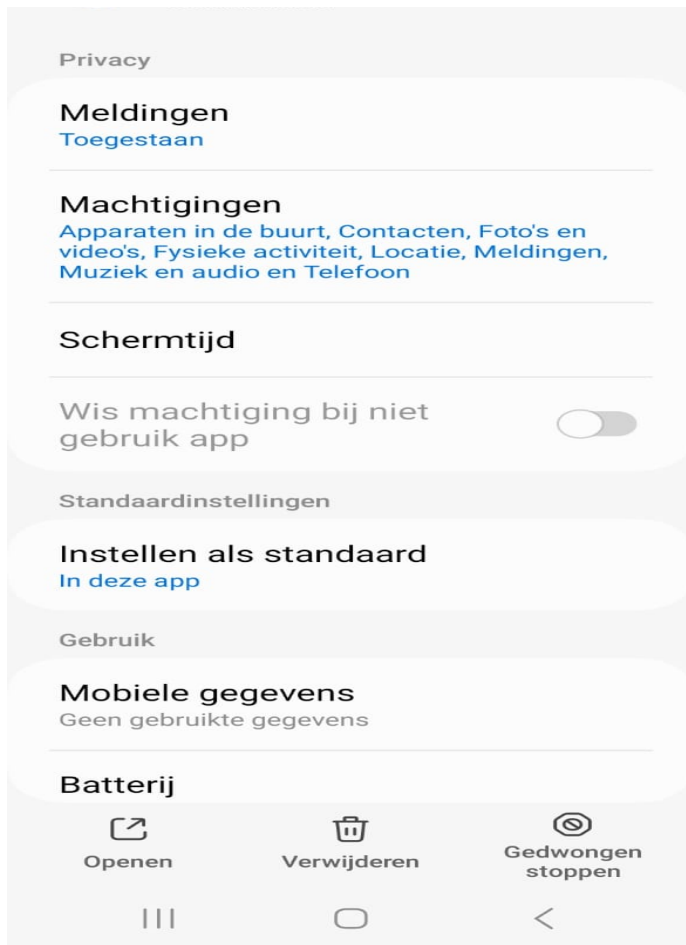 Privacy
Meldingen
Toegestaan
Machtigingen
Apparaten in de buurt, Contacten, Foto's en
video's, Fysieke activiteit, Locatie, Meldingen,
Muziek en audio en Telefoon
Schermtijd
Wis machtiging bij niet
gebruik app
Standaardinstellingen
Instellen als standaard
In deze app
Gebruik
Mobiele gegevens
Geen gebruikte gegevens
Batterij
Openen
Verwijderen
Gedwongen
stoppen